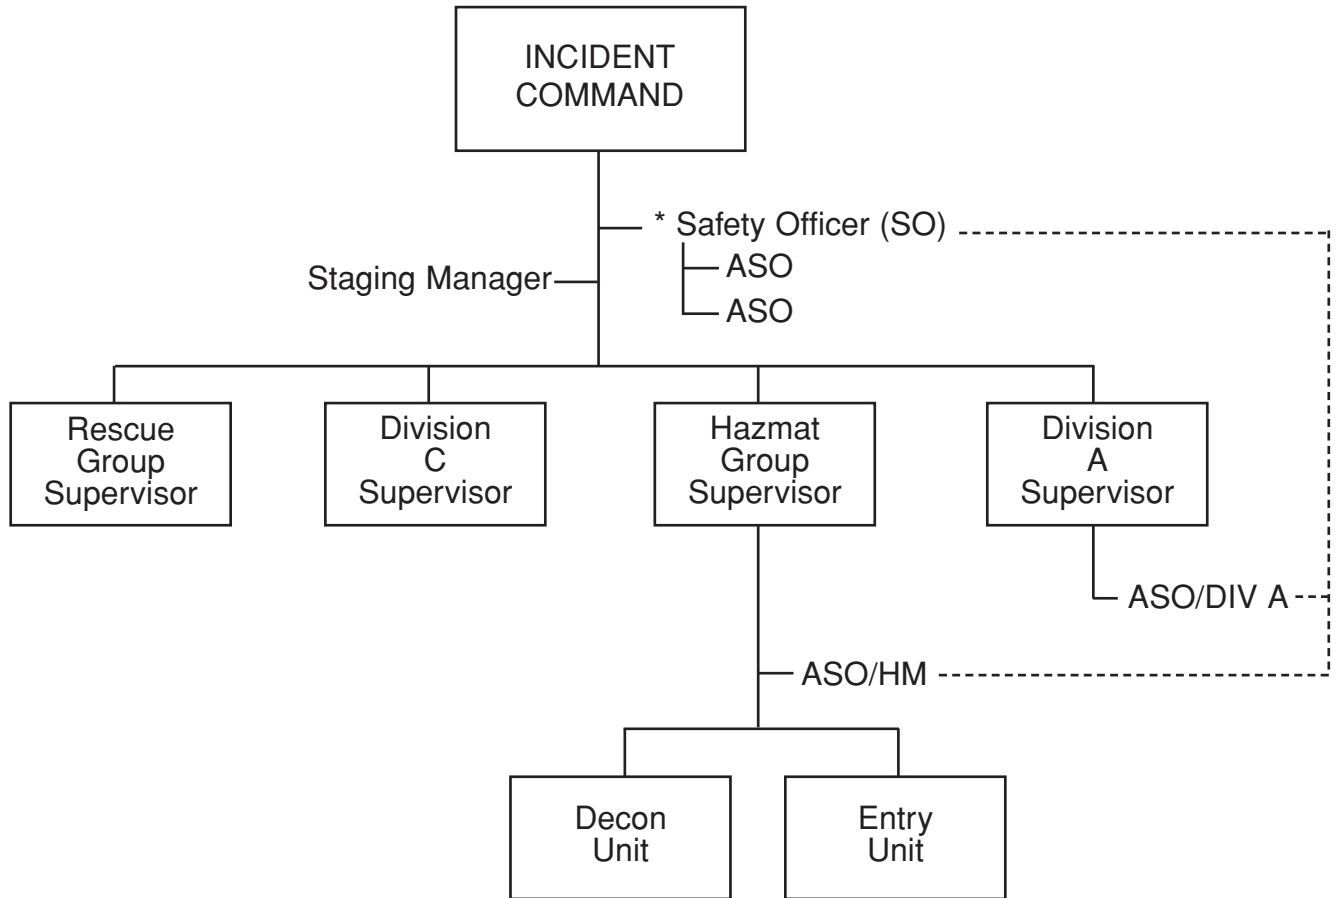 INCIDENT
COMMAND
* Safety Officer (SO)
ASO
Staging Manager
ASO
Rescue
Group
Supervisor
Division
C
Supervisor
Hazmat
Group
Supervisor
Division
A
Supervisor
ASO/DIV A
ASO/HM
Decon
Unit
Entry
Unit